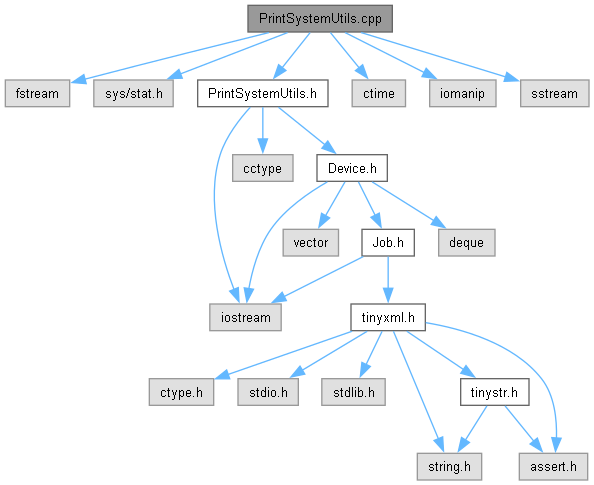 PrintSystemUtils.cpp
fstream
sys/stat.h
PrintSystemUtils.h
ctime
iomanip
sstream
cctype
Device.h
vector
Job.h
deque
iostream
tinyxml.h
ctype.h
stdio.h
stdlib.h
tinystr.h
string.h
assert.h